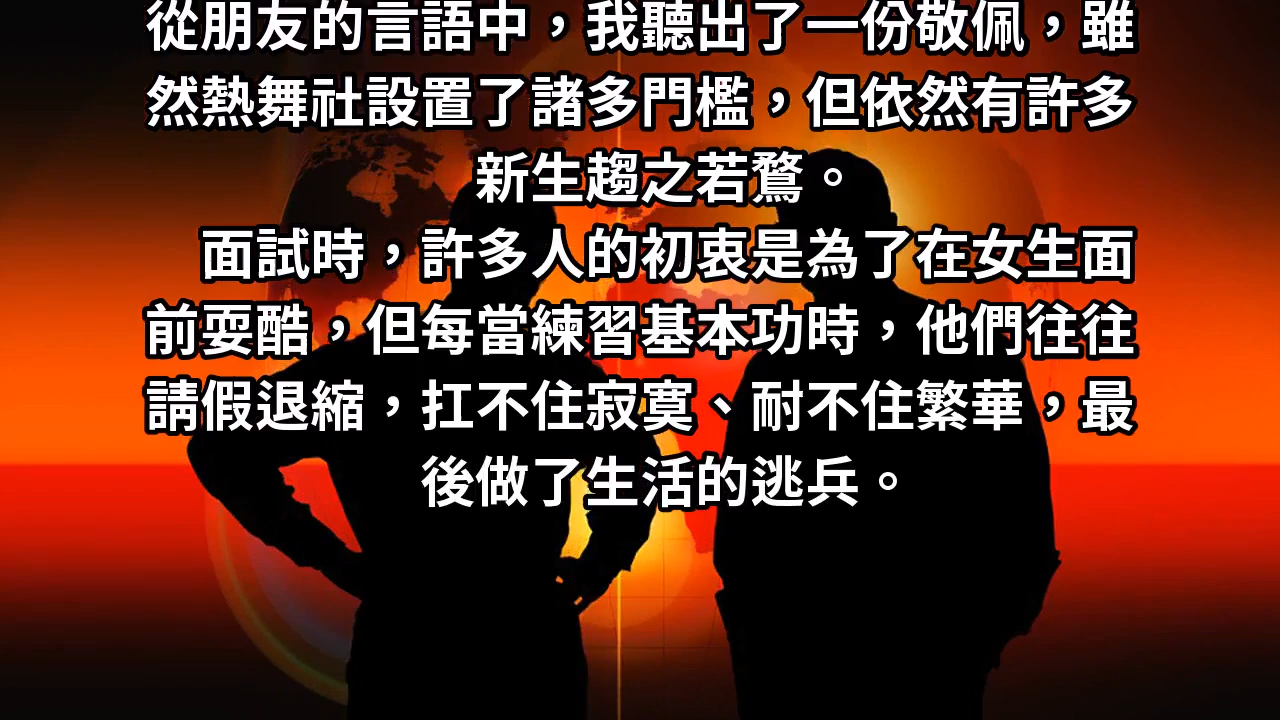 從朋友的言語中，我聽出了一份敬佩，雖
然熱舞社設置了諸多門檻，但依然有許多
新生趨之若鶩。
面試時，許多人的初衷是為了在女生面
前耍酷，但每當練習基本功時，他們往往
請假退縮，扛不住寂寞、耐不住繁華，最
後做了生活的逃兵。